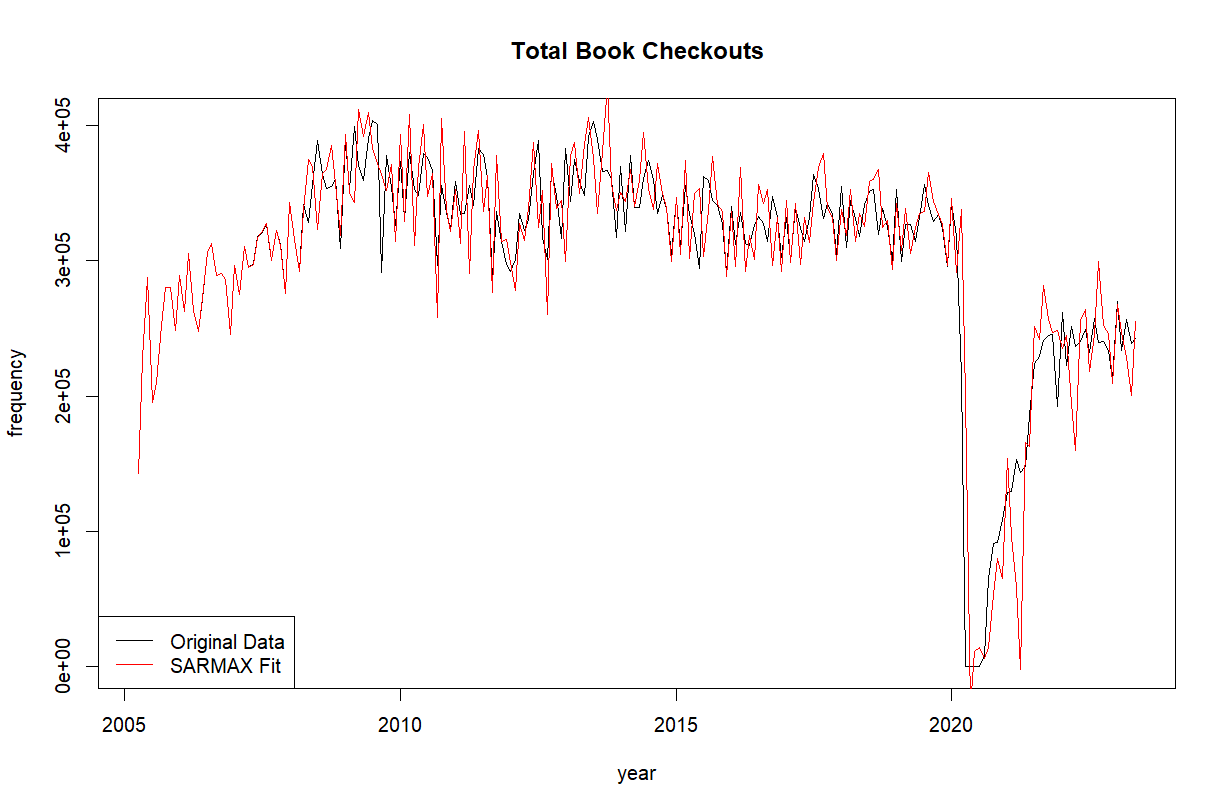 Total Book Checkouts
frequency
4e+05
3e+05
2e+05
1e+05
0e+00
Original Data
SARMAX Fit
2005
2010
2015
2020
year